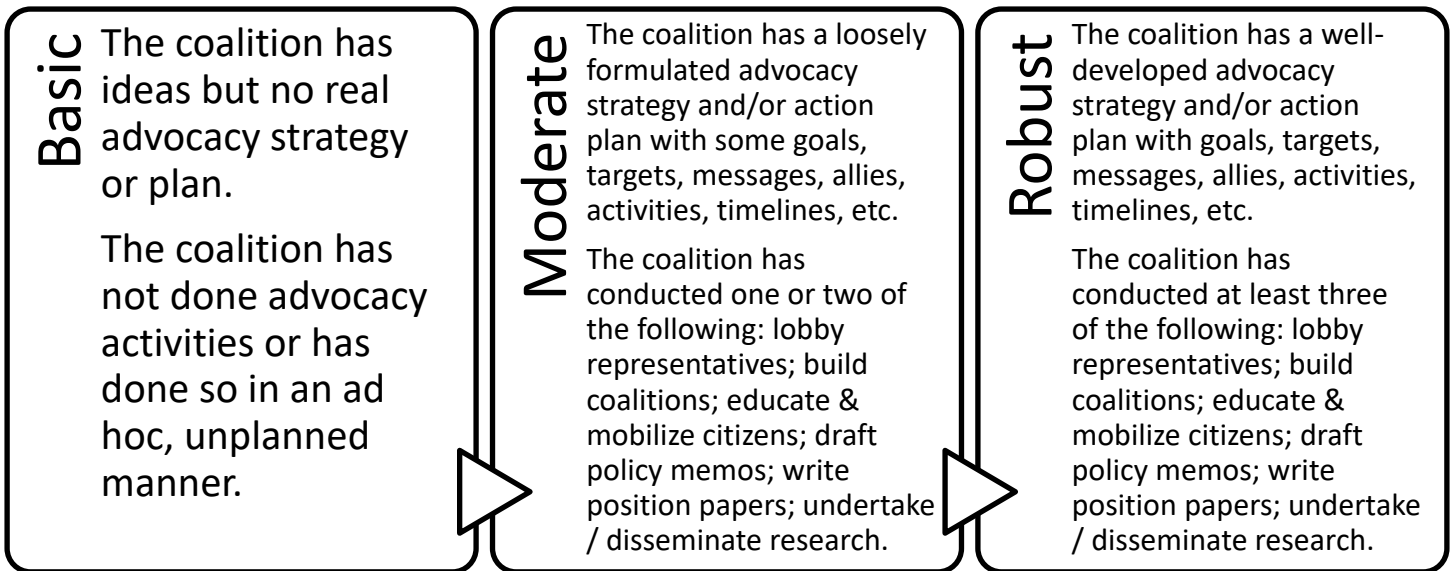 Basic
The coalition has
ideas but no real
advocacy strategy
or plan.
The coalition has
not done advocacy
activities or has
done so in an ad
hoc, unplanned
manner.
Moderate
The coalition has a loosely
formulated advocacy
strategy and/or action
plan with some goals,
targets, messages, allies,
activities, timelines, etc.
The coalition has
conducted one or two of
the following: lobby
representatives; build
coalitions; educate &
mobilize citizens; draft
policy memos; write
position papers; undertake
/ disseminate research.
Robust
The coalition has a well-
developed advocacy
strategy and/or action
plan with goals, targets,
messages, allies, activities,
timelines, etc.
The coalition has
conducted at least three
of the following: lobby
representatives; build
coalitions; educate &
mobilize citizens; draft
policy memos; write
position papers; undertake
/ disseminate research.